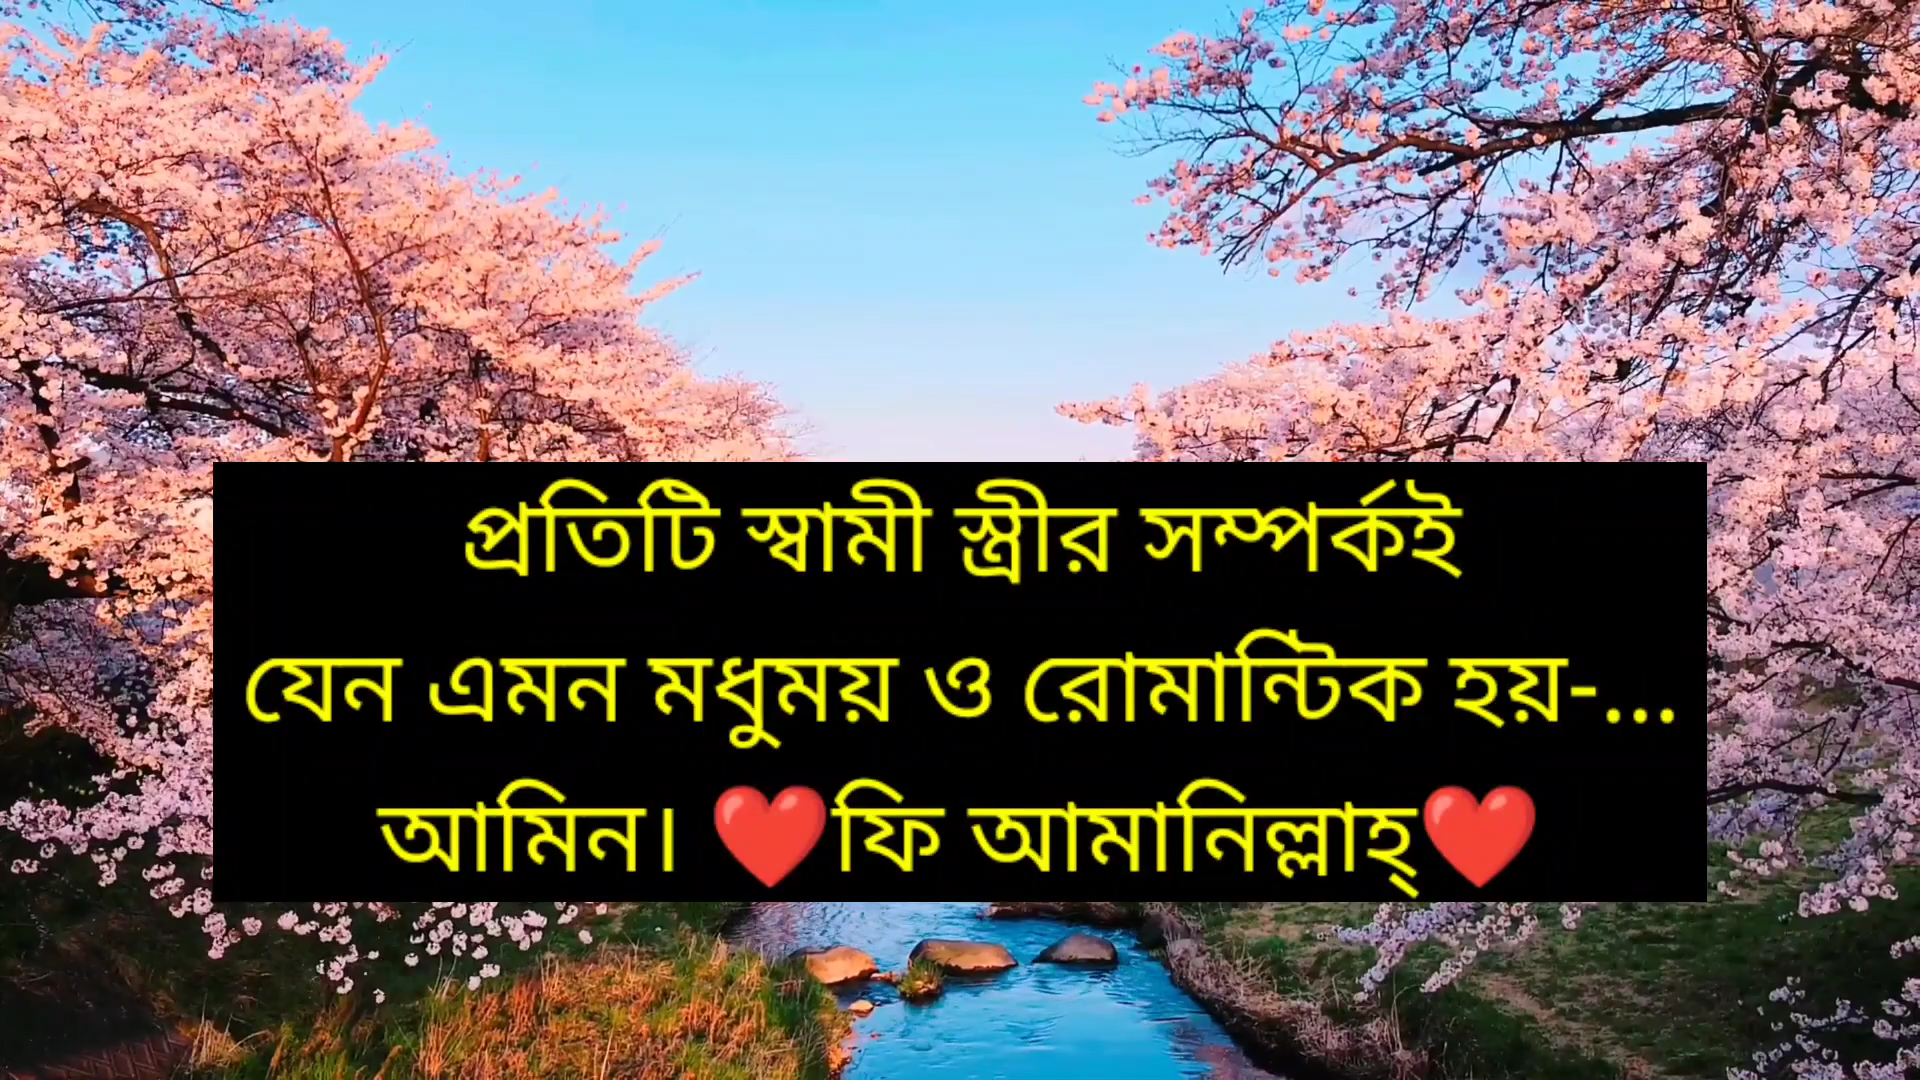 প্রতিটি স্বামী স্ত্রীর সম্পর্কই
যেন এমন মধুময় ও রোমান্টিক হয়-...
আমিন। ❤️ফি আমানিল্লাহ্❤️